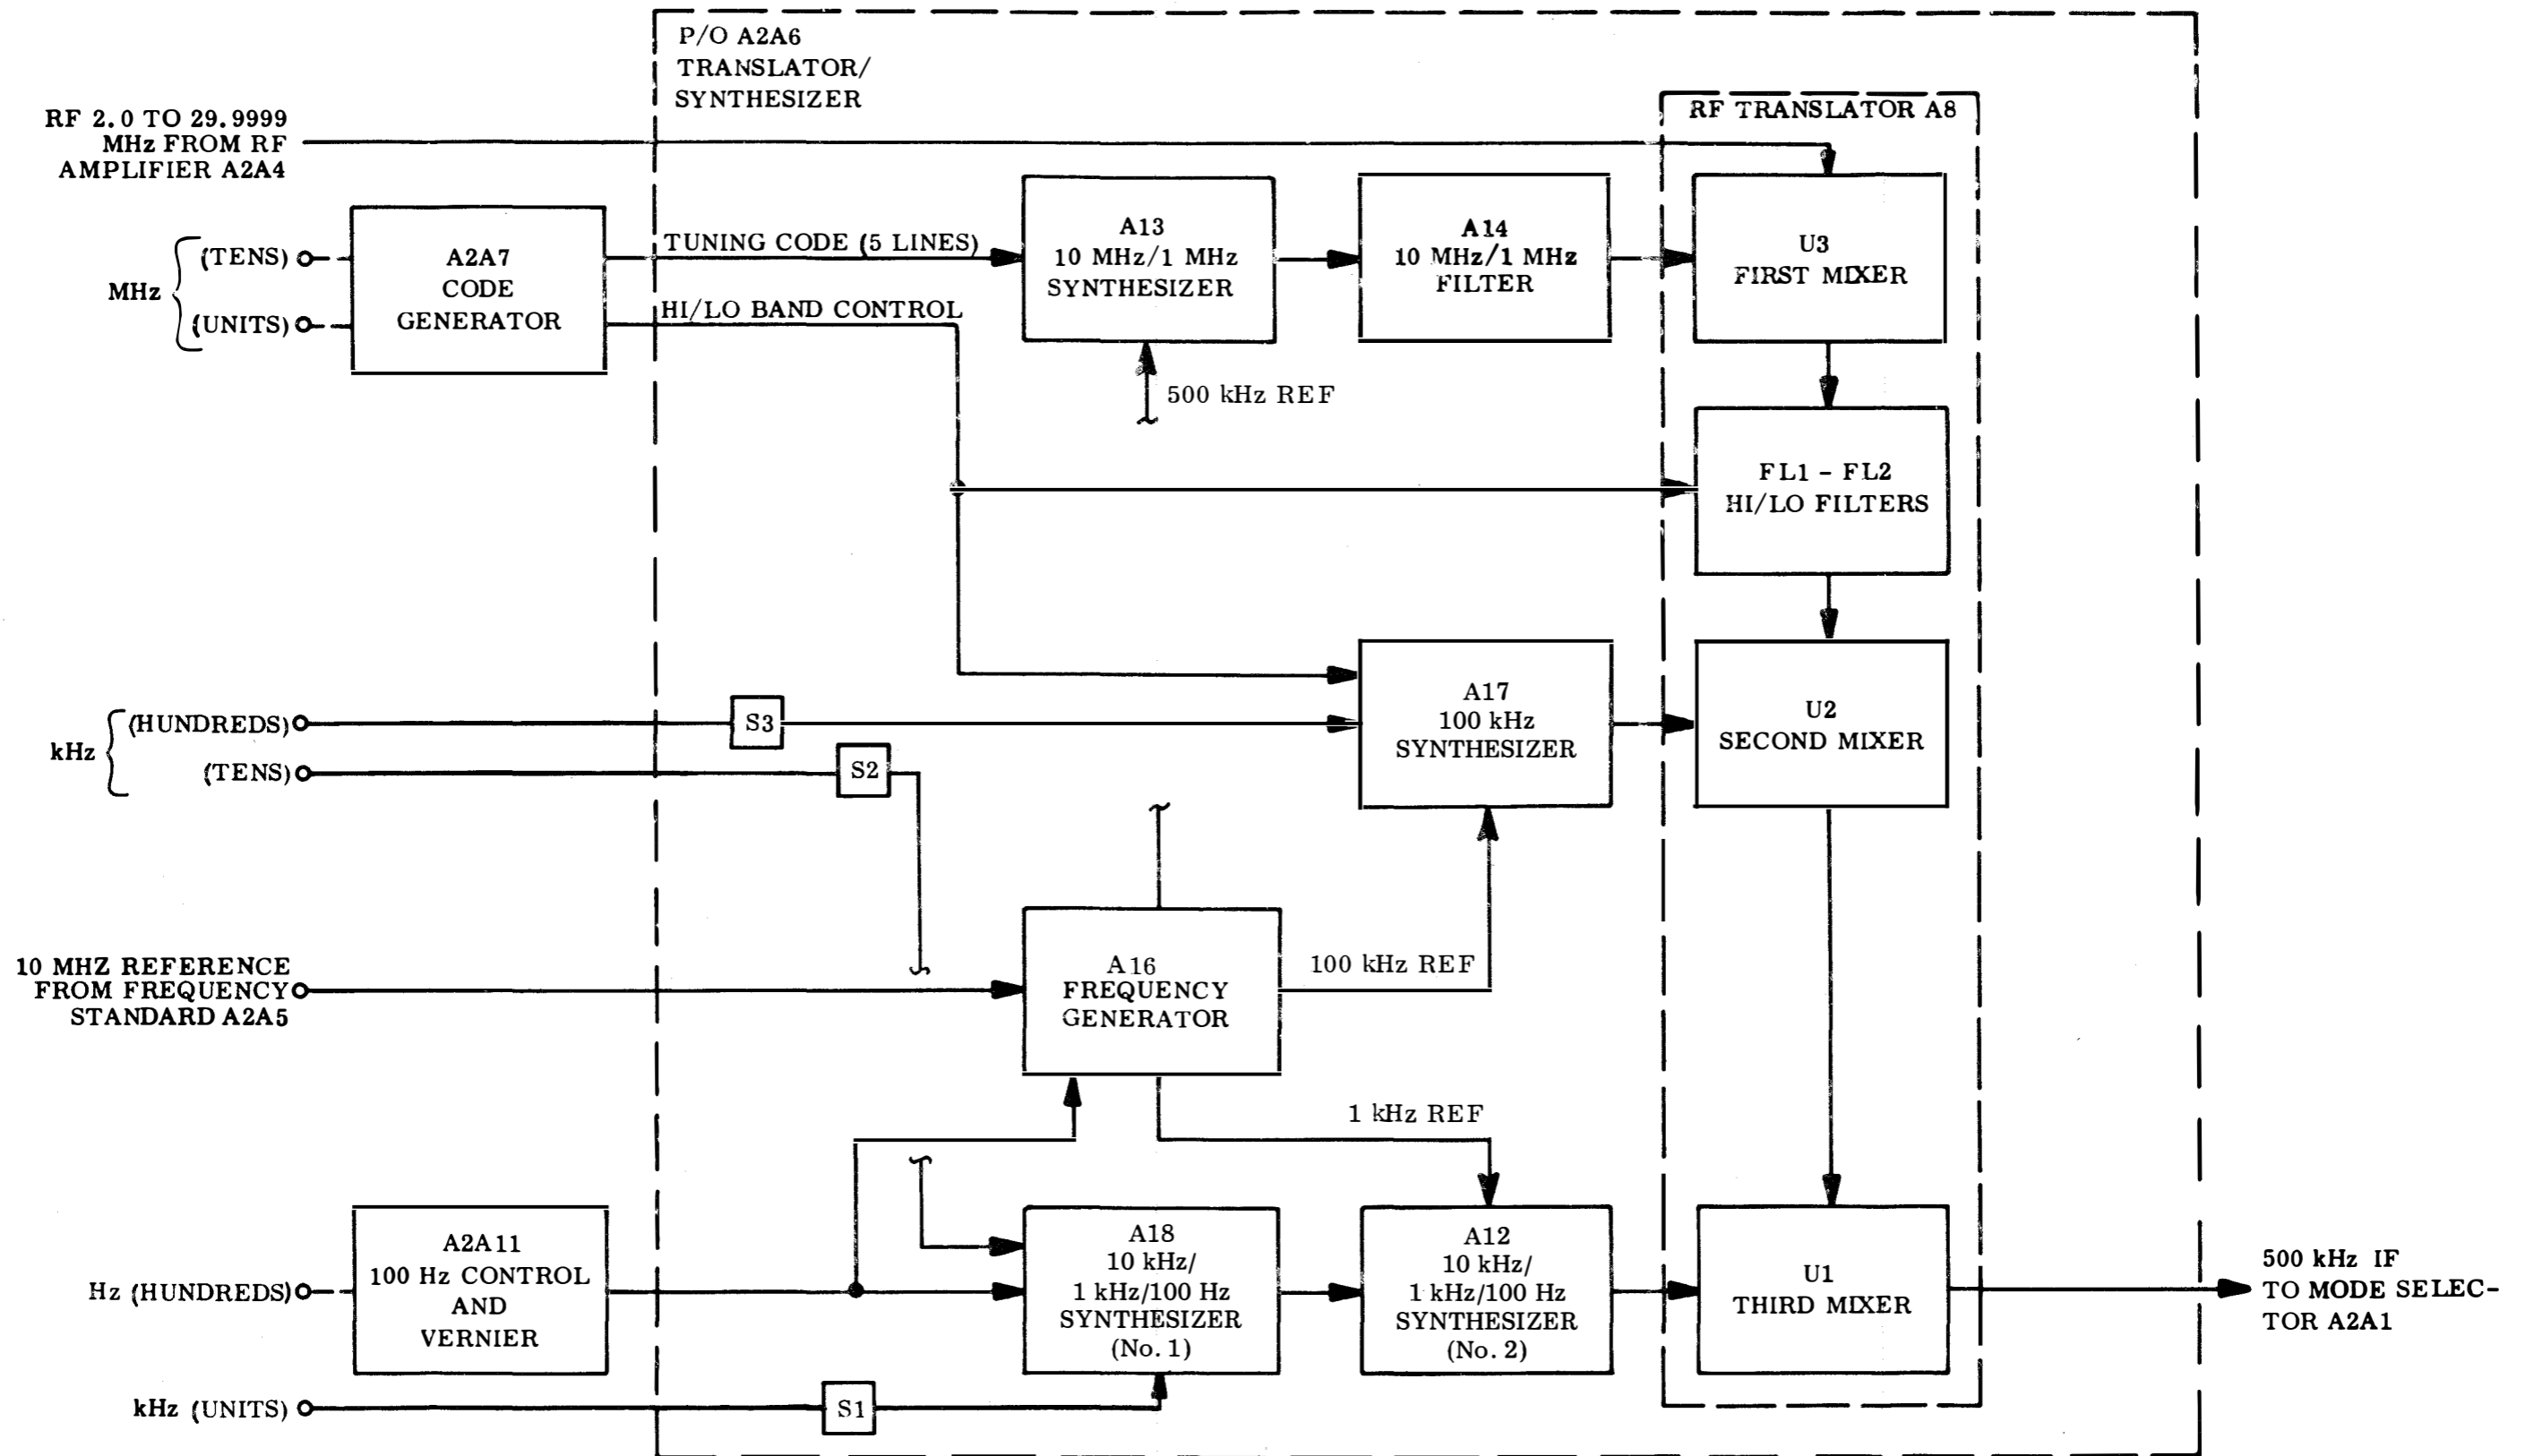 P/O A2A6
TRANSLATOR/
SYNTHESIZER
RF TRANSLATOR A8
RF 2.0 TO 29.9999
MHz FROM RF
AMPLIFIER A2A4
MHz
(TENS)
(UNITS)
A2A7
CODE
GENERATOR
TUNING CODE (5 LINES)
HI/LO BAND CONTROL
A13
10 MHz/1 MHz
SYNTHESIZER
500 kHz REF
A14
10 MHz/1 MHz
FILTER
U3
FIRST MIXER
FL1 - FL2
HI/LO FILTERS
kHz
(HUNDREDS)
(TENS)
S3
S2
A17
100 kHz
SYNTHESIZER
U2
SECOND MIXER
10 MHZ REFERENCE
FROM FREQUENCY
STANDARD A2A5
A16
FREQUENCY
GENERATOR
100 kHz REF
1 kHz REF
Hz (HUNDREDS)
A2A11
100 Hz CONTROL
AND
VERNIER
A18
10 kHz/
1 kHz/100 Hz
SYNTHESIZER
(No. 1)
A12
10 kHz/
1 kHz/100 Hz
SYNTHESIZER
(No. 2)
U1
THIRD MIXER
500 kHz IF
TO MODE SELEC-
TOR A2A1
kHz (UNITS)
S1